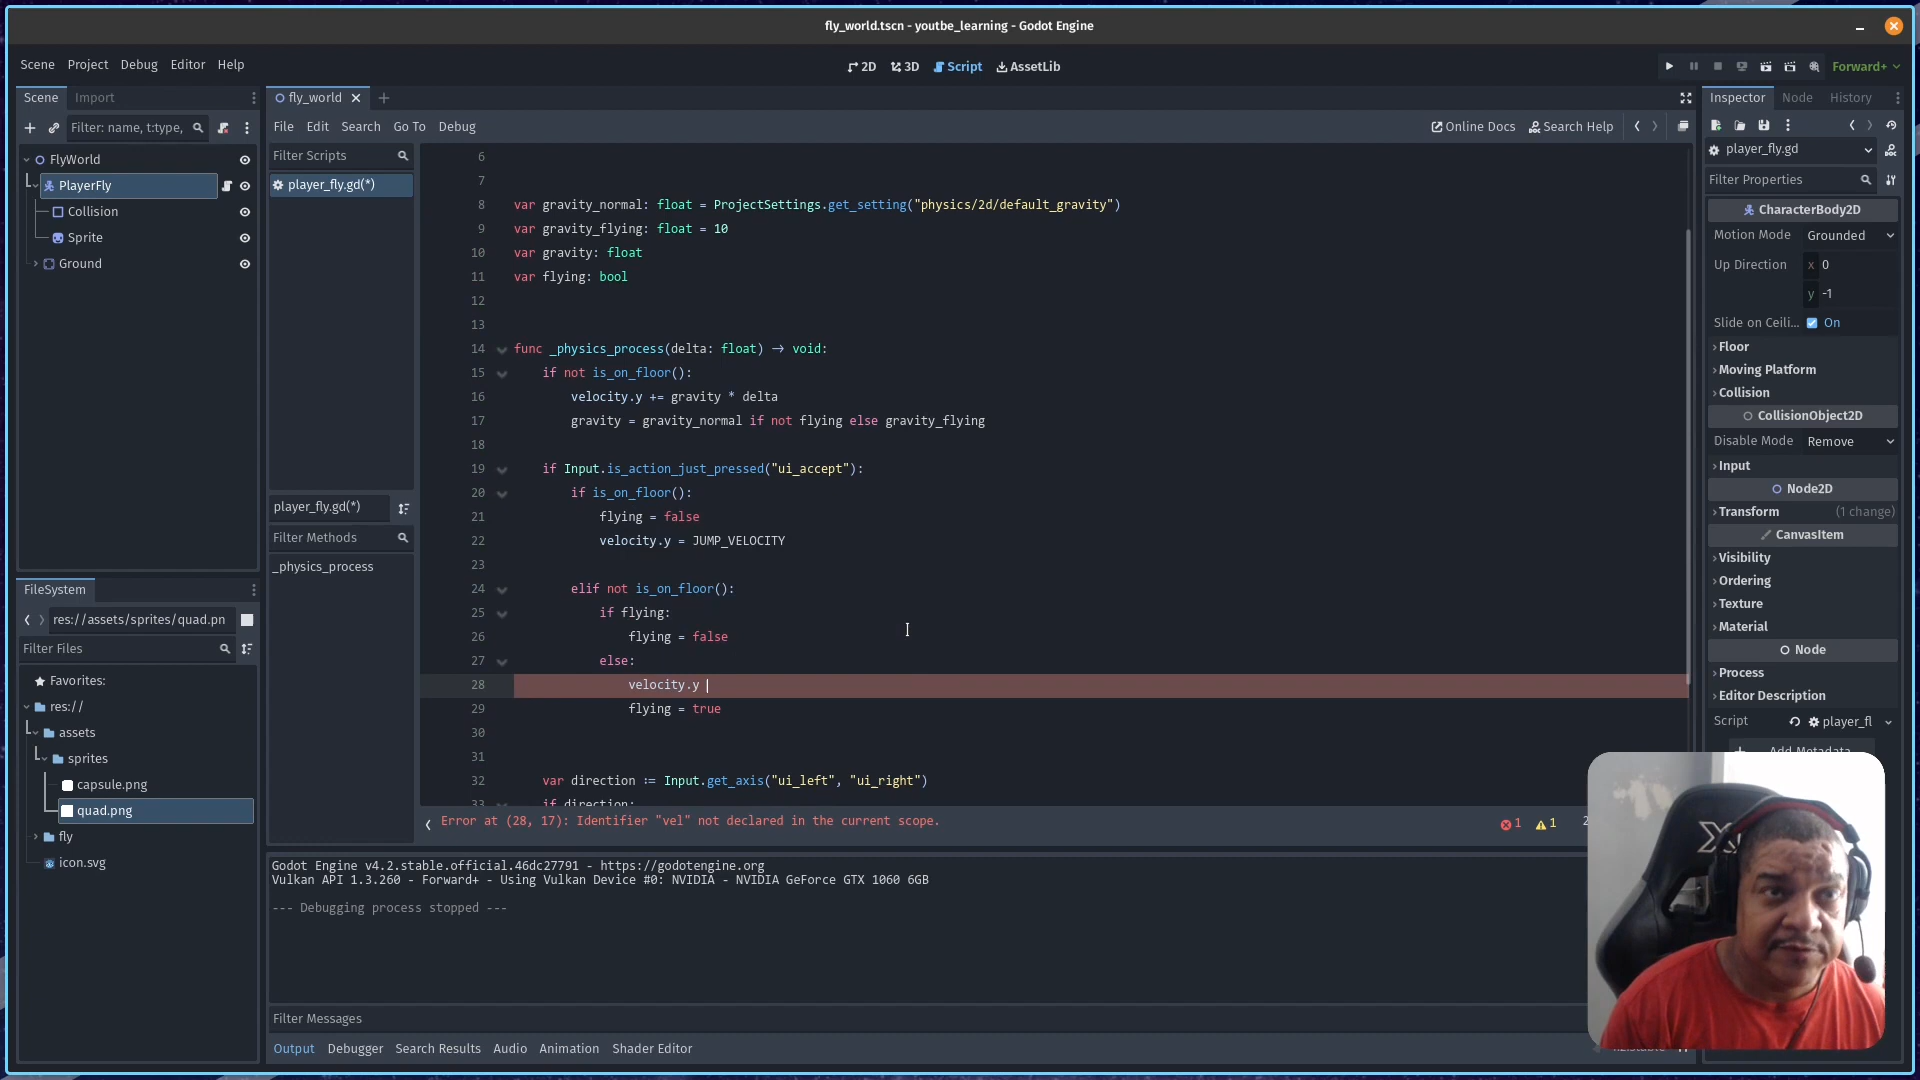 fly_world.tscn - youtbe_learning - Godot Engine
Scene Project Debug Editor Help
2D 3D Script AssetLib
Forward+
Scene Import
Filter: name, t:type,
FlyWorld
PlayerFly
Collision
Sprite
Ground
FileSystem
res://assets/sprites/quad.pn
Filter Files
Favorites:
res://
assets
sprites
capsule.png
quad.png
fly
icon.svg
fly_world
File Edit Search Go To Debug
Online Docs Search Help
Filter Scripts
player_fly.gd(*)
player_fly.gd(*)
Filter Methods
_physics_process
6
7
8 var gravity_normal: float = ProjectSettings.get_setting("physics/2d/default_gravity")
9 var gravity_flying: float = 10
10 var gravity: float
11 var flying: bool
12
13
14 func _physics_process(delta: float) -> void:
15 if not is_on_floor():
16 velocity.y += gravity * delta
17 gravity = gravity_normal if not flying else gravity_flying
18
19 if Input.is_action_just_pressed("ui_accept"):
20 if is_on_floor():
21 flying = false
22 velocity.y = JUMP_VELOCITY
23
24 elif not is_on_floor():
25 if flying:
26 flying = false
27 else:
28 velocity.y
29 flying = true
30
31
32 var direction := Input.get_axis("ui_left", "ui_right")
33 if direction:
Error at (28, 17): Identifier "vel" not declared in the current scope.
1 1 2
Godot Engine v4.2.stable.official.46dc27791 - https://godotengine.org
Vulkan API 1.3.260 - Forward+ - Using Vulkan Device #0: NVIDIA - NVIDIA GeForce GTX 1060 6GB
--- Debugging process stopped ---
Filter Messages
Output Debugger Search Results Audio Animation Shader Editor
Inspector Node History
player_fly.gd
Filter Properties
CharacterBody2D
Motion Mode Grounded
Up Direction x 0
y -1
Slide on Ceili... On
Floor
Moving Platform
Collision
CollisionObject2D
Disable Mode Remove
Input
Node2D
Transform (1 change)
CanvasItem
Visibility
Ordering
Texture
Material
Node
Process
Editor Description
Script player_fl
Add Metadata